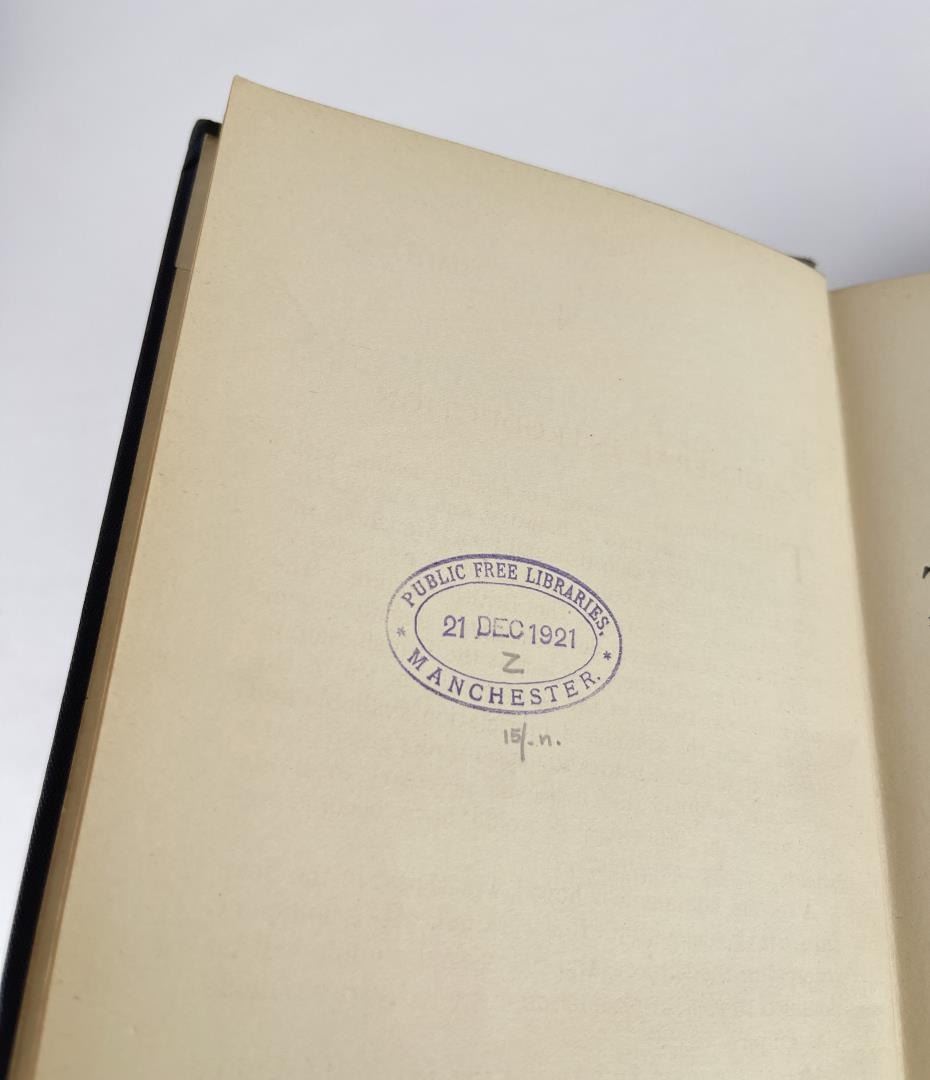 PUBLIC FREE LIBRARIES,
21 DEC 1921
Z
* MANCHESTER. *
15/-n.